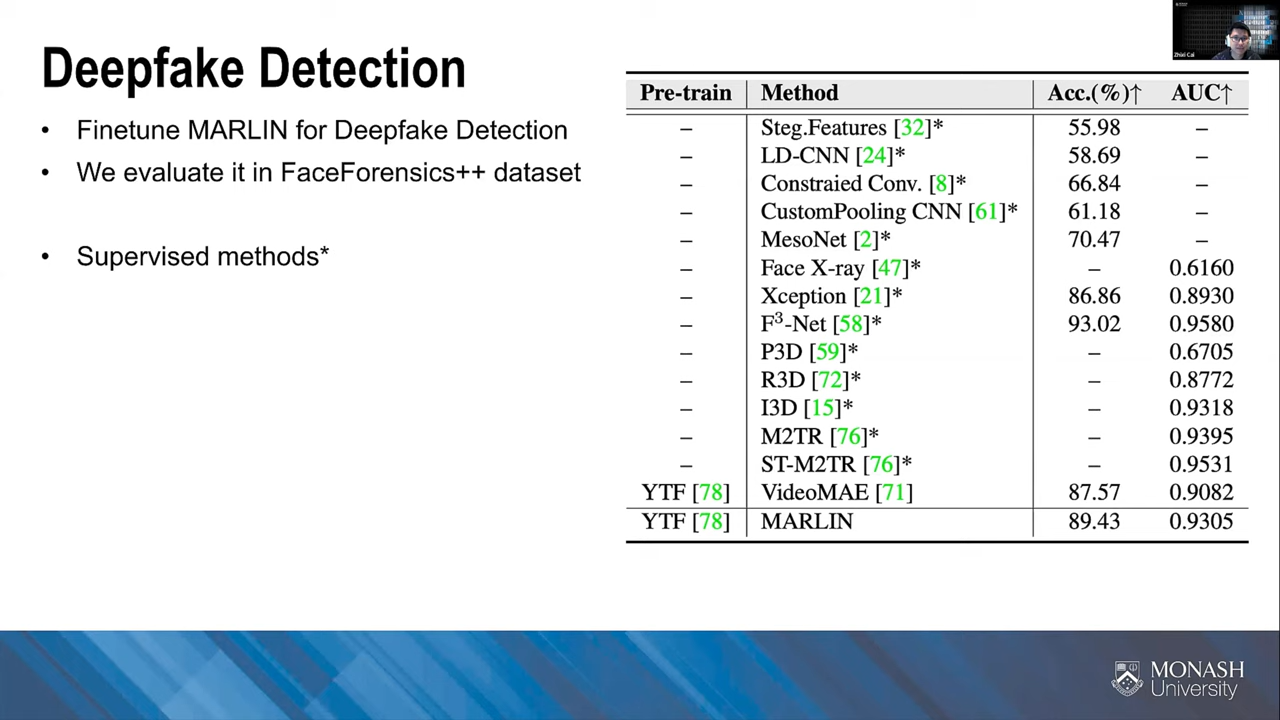 Deepfake Detection
• Finetune MARLIN for Deepfake Detection
• We evaluate it in FaceForensics++ dataset
• Supervised methods*
Pre-train Method Acc.(%)↑ AUC↑
– Steg.Features [32]* 55.98 –
– LD-CNN [24]* 58.69 –
– Constraied Conv. [8]* 66.84 –
– CustomPooling CNN [61]* 61.18 –
– MesoNet [2]* 70.47 –
– Face X-ray [47]* – 0.6160
– Xception [21]* 86.86 0.8930
– F³-Net [58]* 93.02 0.9580
– P3D [59]* – 0.6705
– R3D [72]* – 0.8772
– I3D [15]* – 0.9318
– M2TR [76]* – 0.9395
– ST-M2TR [76]* – 0.9531
YTF [78] VideoMAE [71] 87.57 0.9082
YTF [78] MARLIN 89.43 0.9305
Zhixi Cai
MONASH
University